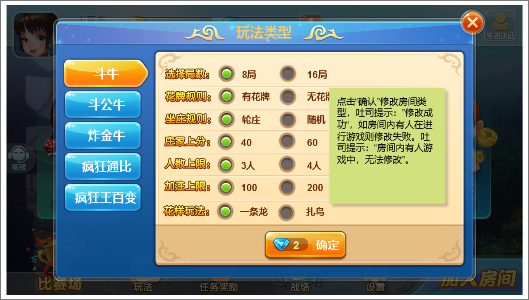 玩法类型
斗牛
斗公牛
炸金牛
疯狂通比
疯狂王百变
选择局数： 8局 16局
花牌规则： 有花牌 无花
坐庄规则： 轮庄 随机
庄家上分： 40 60
人数上限： 3人 4人
加注上限： 100 200
花样玩法： 一条龙 扎鸟
点击“确认”修改房间类
型，吐司提示：“修改成
功”，如房间内有人在进
行游戏则修改失败。吐
司提示：“房间内有人游
戏中，无法修改”。
2 确定
比赛场 玩法 任务奖励 战绩 设置 加入房间